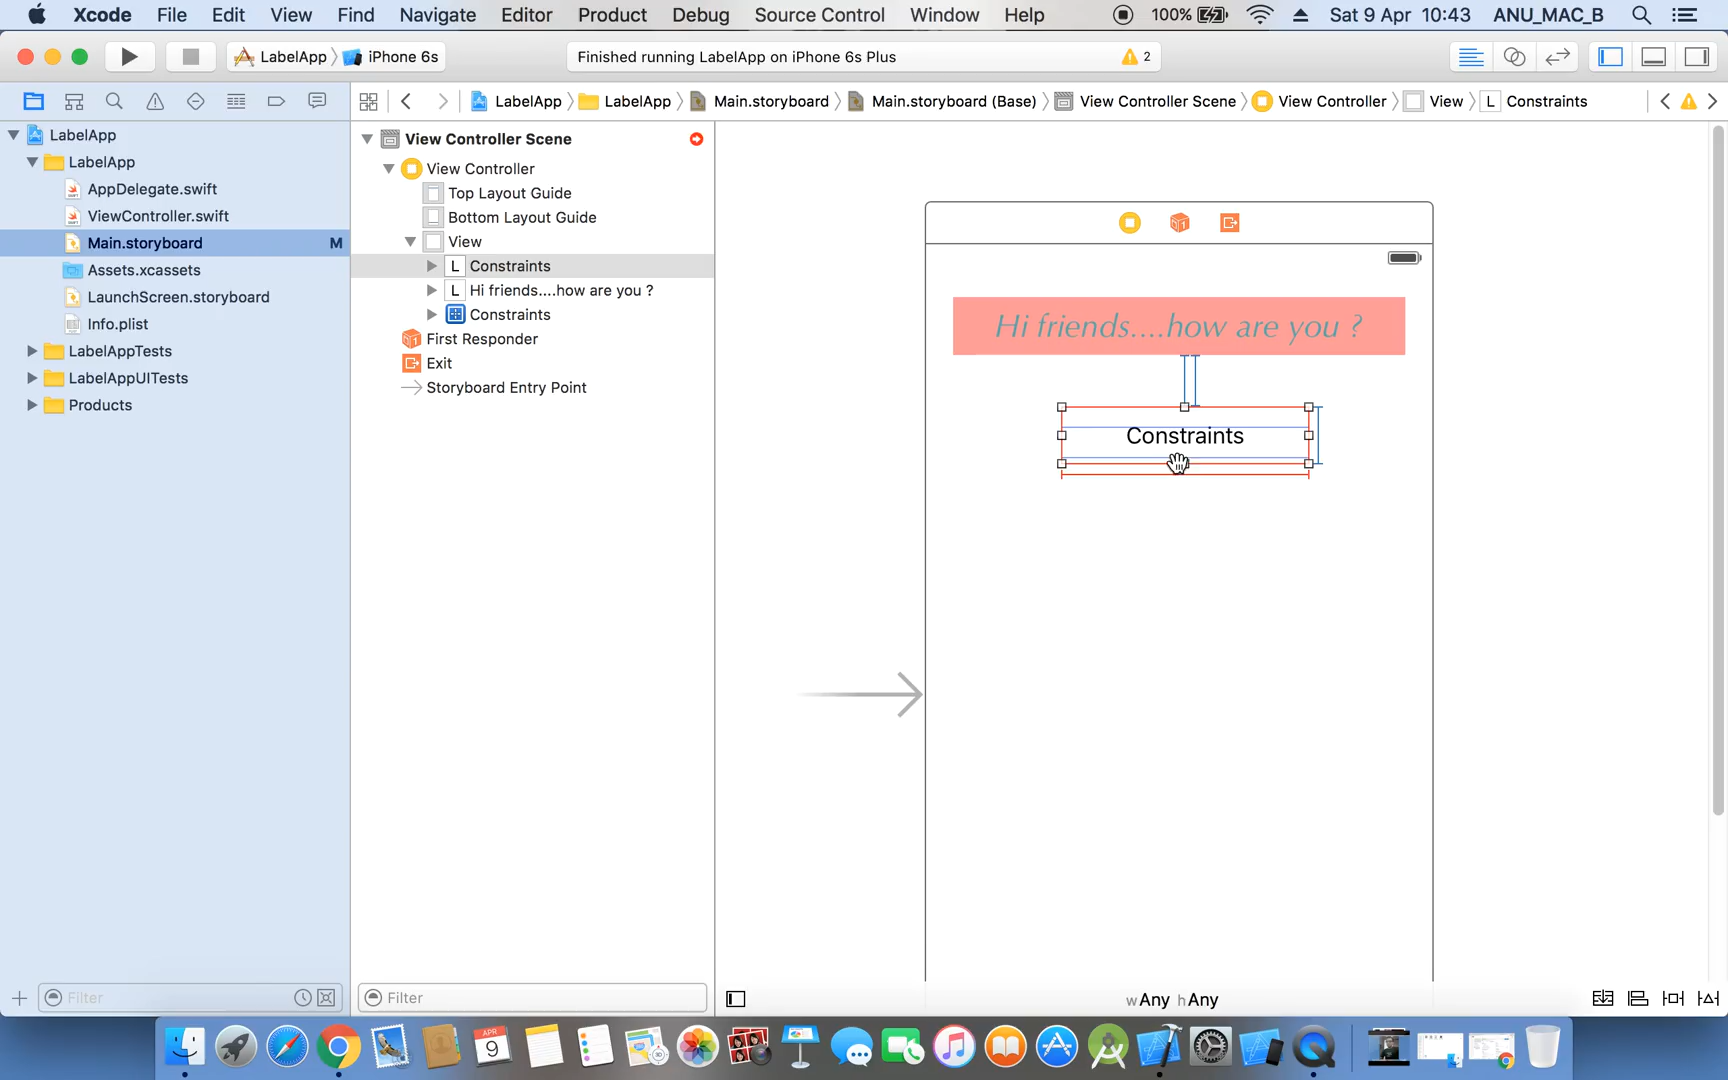 Xcode File Edit View Find Navigate Editor Product Debug Source Control Window Help 100% Sat 9 Apr 10:43 ANU_MAC_B
LabelApp iPhone 6s Finished running LabelApp on iPhone 6s Plus 2
LabelApp LabelApp Main.storyboard Main.storyboard (Base) View Controller Scene View Controller View L Constraints
LabelApp
LabelApp
AppDelegate.swift
ViewController.swift
Main.storyboard M
Assets.xcassets
LaunchScreen.storyboard
Info.plist
LabelAppTests
LabelAppUITests
Products
View Controller Scene
View Controller
Top Layout Guide
Bottom Layout Guide
View
L Constraints
L Hi friends....how are you ?
Constraints
First Responder
Exit
Storyboard Entry Point
Hi friends....how are you ?
Constraints
Filter
Filter
wAny hAny
APR
9